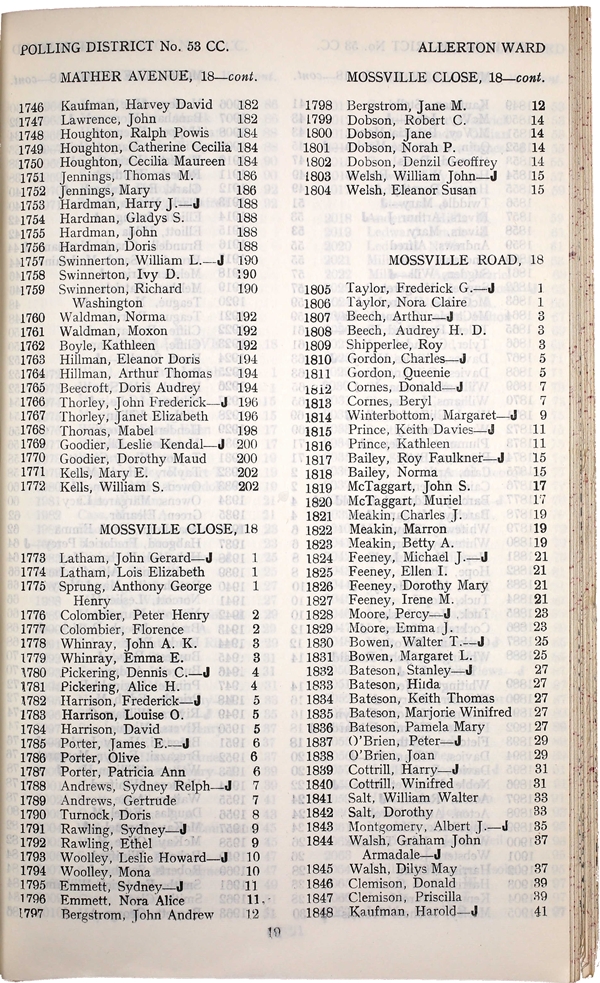 POLLING DISTRICT No. 53 CC.
ALLERTON WARD
MATHER AVENUE, 18—cont.
1746 Kaufman, Harvey David 182
1747 Lawrence, John 182
1748 Houghton, Ralph Powis 184
1749 Houghton, Catherine Cecilia 184
1750 Houghton, Cecilia Maureen 184
1751 Jennings, Thomas M. 186
1752 Jennings, Mary 186
1753 Hardman, Harry J.—J 188
1754 Hardman, Gladys S. 188
1755 Hardman, John 188
1756 Hardman, Doris 188
1757 Swinnerton, William L.—J 190
1758 Swinnerton, Ivy D. 190
1759 Swinnerton, Richard 190
Washington
1760 Waldman, Norma 192
1761 Waldman, Moxon 192
1762 Boyle, Kathleen 192
1763 Hillman, Eleanor Doris 194
1764 Hillman, Arthur Thomas 194
1765 Beecroft, Doris Audrey 194
1766 Thorley, John Frederick—J 196
1767 Thorley, Janet Elizabeth 196
1768 Thomas, Mabel 198
1769 Goodier, Leslie Kendal—J 200
1770 Goodier, Dorothy Maud 200
1771 Kells, Mary E. 202
1772 Kells, William S. 202
MOSSVILLE CLOSE, 18
1773 Latham, John Gerard—J 1
1774 Latham, Lois Elizabeth 1
1775 Sprung, Anthony George 1
Henry
1776 Colombier, Peter Henry 2
1777 Colombier, Florence 2
1778 Whinray, John A. K. 3
1779 Whinray, Emma E. 3
1780 Pickering, Dennis C.—J 4
1781 Pickering, Alice H. 4
1782 Harrison, Frederick—J 5
1783 Harrison, Louise O. 5
1784 Harrison, David 5
1785 Porter, James E.—J 6
1786 Porter, Olive 6
1787 Porter, Patricia Ann 6
1788 Andrews, Sydney Relph—J 7
1789 Andrews, Gertrude 7
1790 Turnock, Doris 8
1791 Rawling, Sydney—J 9
1792 Rawling, Ethel 9
1793 Woolley, Leslie Howard—J 10
1794 Woolley, Mona 10
1795 Emmett, Sydney—J 11
1796 Emmett, Nora Alice 11
1797 Bergstrom, John Andrew 12
MOSSVILLE CLOSE, 18—cont.
1798 Bergstrom, Jane M. 12
1799 Dobson, Robert C. 14
1800 Dobson, Jane 14
1801 Dobson, Norah P. 14
1802 Dobson, Denzil Geoffrey 14
1803 Welsh, William John—J 15
1804 Welsh, Eleanor Susan 15
MOSSVILLE ROAD, 18
1805 Taylor, Frederick G.—J 1
1806 Taylor, Nora Claire 1
1807 Beech, Arthur—J 3
1808 Beech, Audrey H. D. 3
1809 Shipperlee, Roy 3
1810 Gordon, Charles—J 5
1811 Gordon, Queenie 5
1812 Cornes, Donald—J 7
1813 Cornes, Beryl 7
1814 Winterbottom, Margaret—J 9
1815 Prince, Keith Davies—J 11
1816 Prince, Kathleen 11
1817 Bailey, Roy Faulkner—J 15
1818 Bailey, Norma 15
1819 McTaggart, John S. 17
1820 McTaggart, Muriel 17
1821 Meakin, Charles J. 19
1822 Meakin, Marron 19
1823 Meakin, Betty A. 19
1824 Feeney, Michael J.—J 21
1825 Feeney, Ellen I. 21
1826 Feeney, Dorothy Mary 21
1827 Feeney, Irene M. 21
1828 Moore, Percy—J 23
1829 Moore, Emma J. 23
1830 Bowen, Walter T.—J 25
1831 Bowen, Margaret L. 25
1832 Bateson, Stanley—J 27
1833 Bateson, Hilda 27
1834 Bateson, Keith Thomas 27
1835 Bateson, Marjorie Winifred 27
1836 Bateson, Pamela Mary 27
1837 O'Brien, Peter—J 29
1838 O'Brien, Joan 29
1839 Cottrill, Harry—J 31
1840 Cottrill, Winifred 31
1841 Salt, William Walter 33
1842 Salt, Dorothy 33
1843 Montgomery, Albert J.—J 35
1844 Walsh, Graham John 37
Armadale—J
1845 Walsh, Dilys May 37
1846 Clemison, Donald 39
1847 Clemison, Priscilla 39
1848 Kaufman, Harold—J 41
19